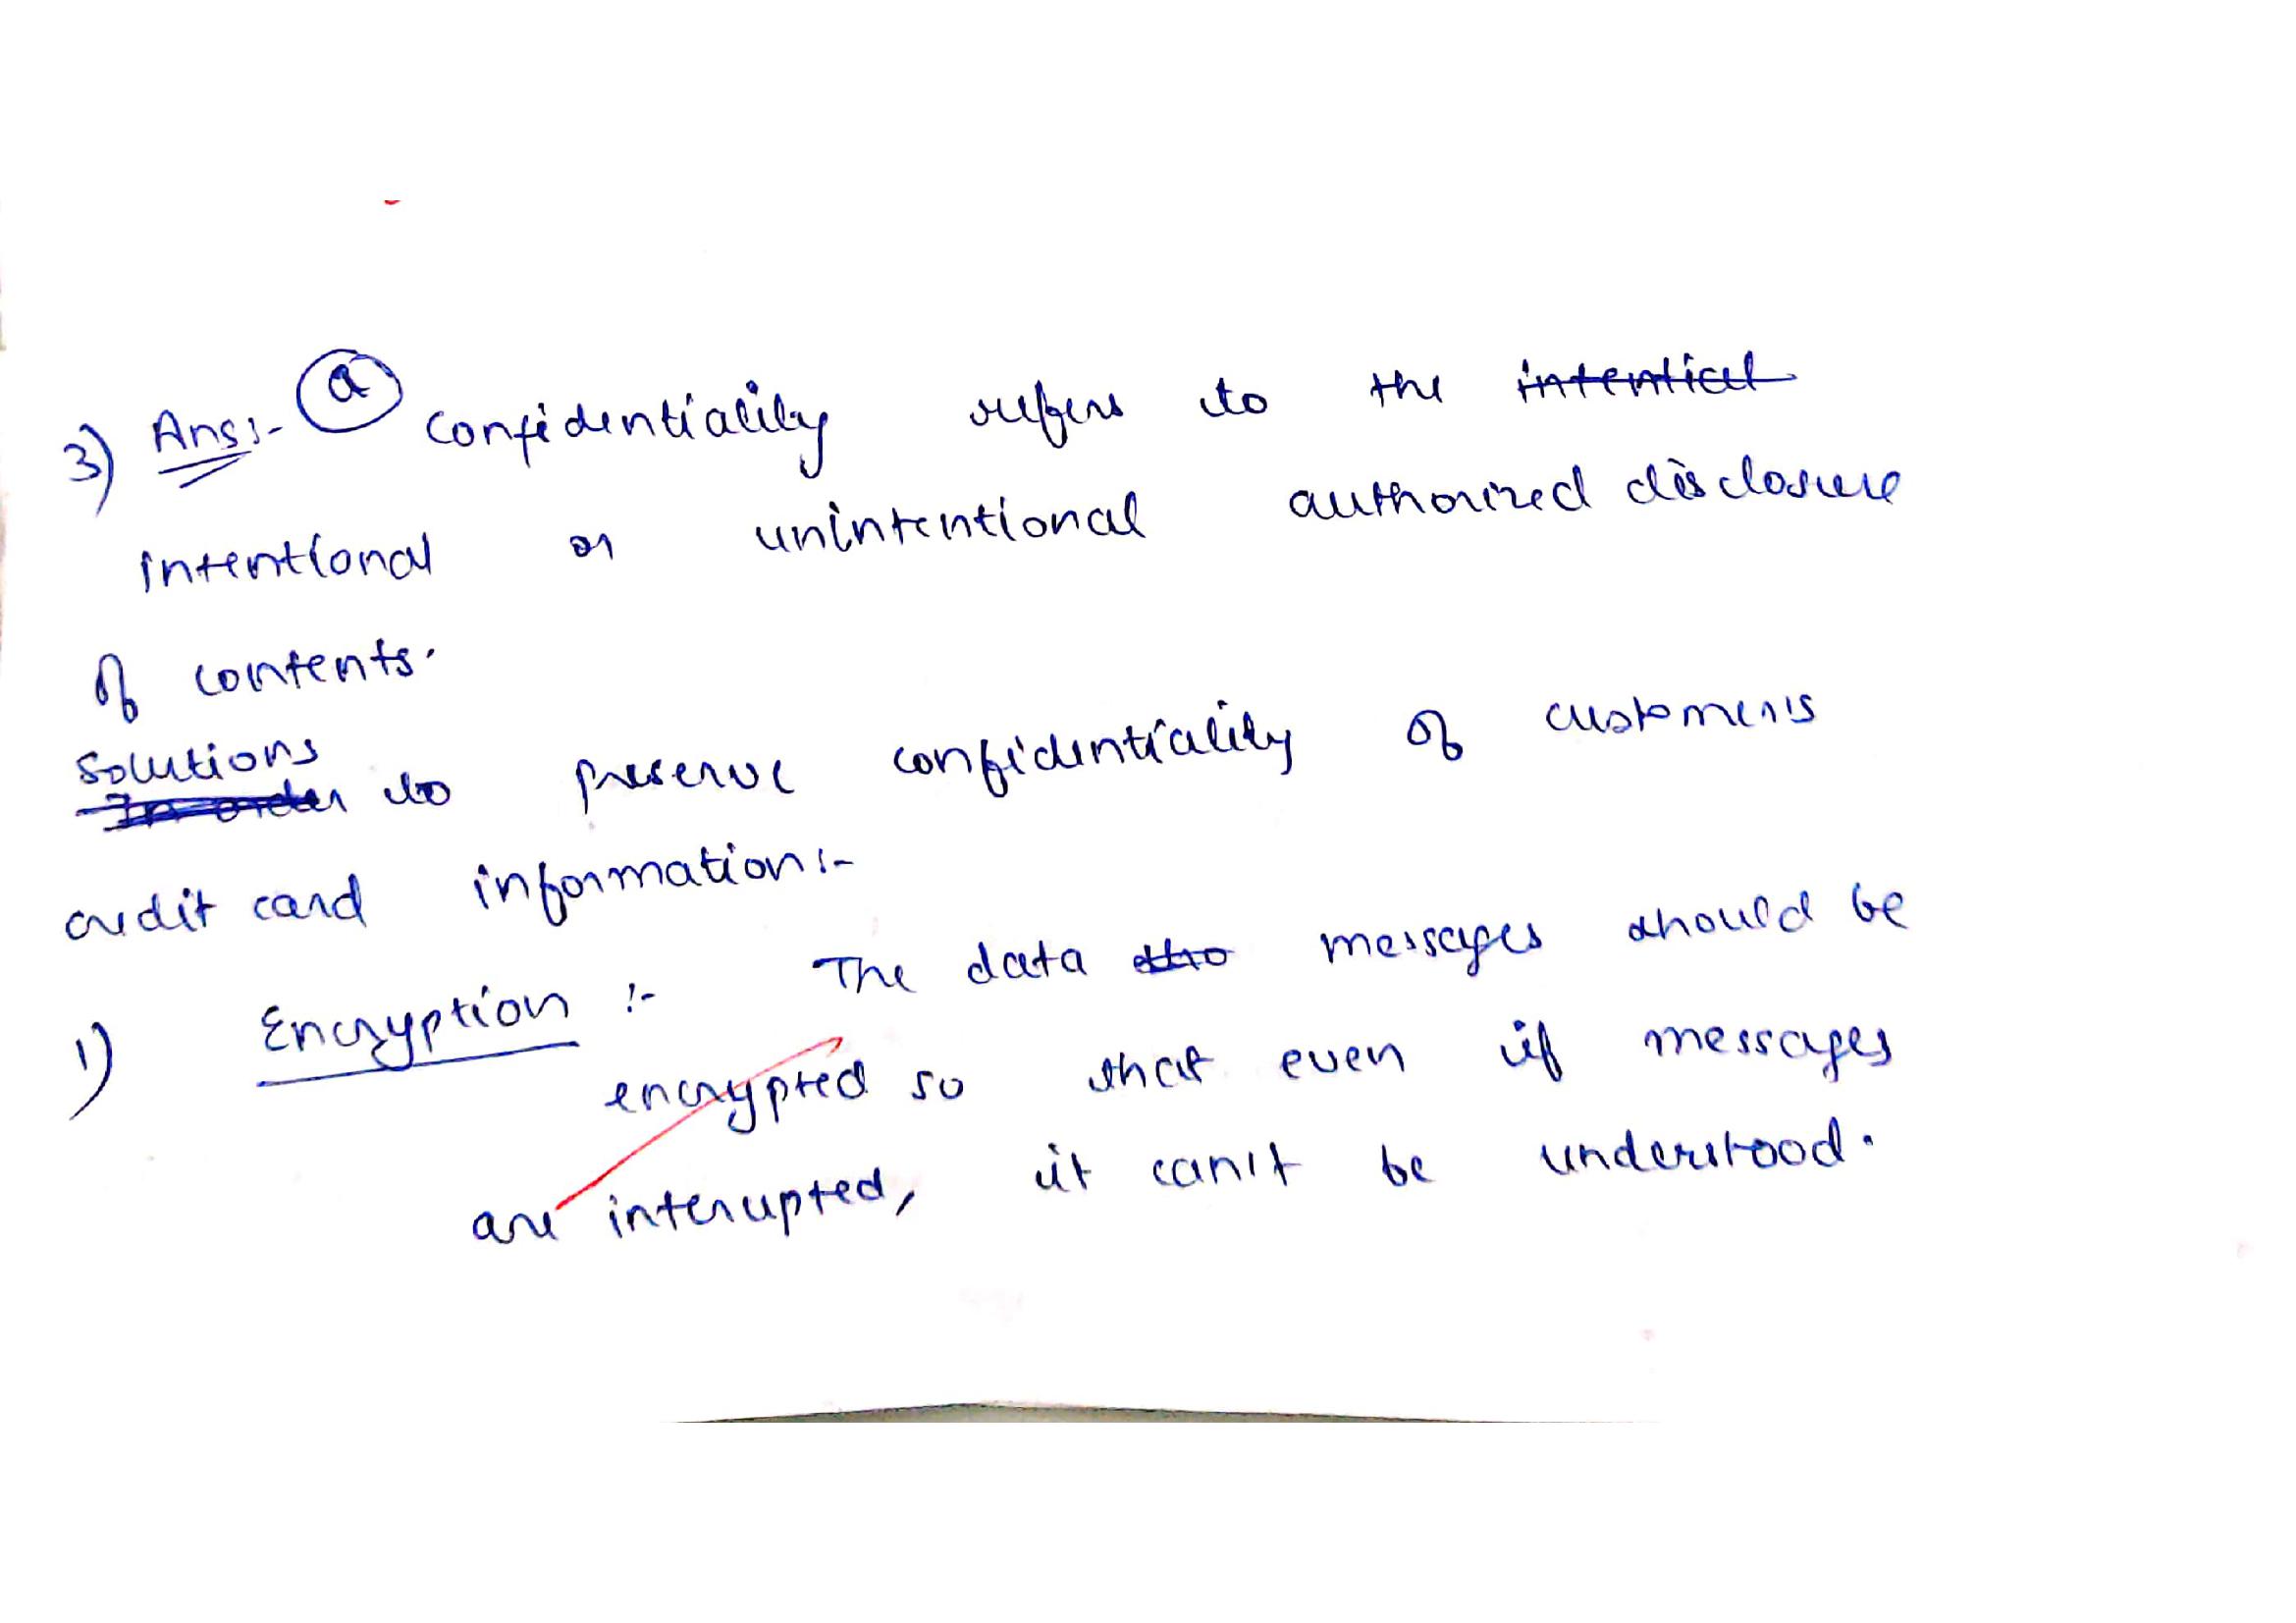 3) Ans:- (a) Confidentiality refers to the intentical
intentional or unintentional authorized disclosure
of contents.
Solutions
In order to preserve confidentiality of customer's
credit card information:-
1) Encryption :- The data messages should be
encrypted so that even if messages
are interupted, it can't be understood.